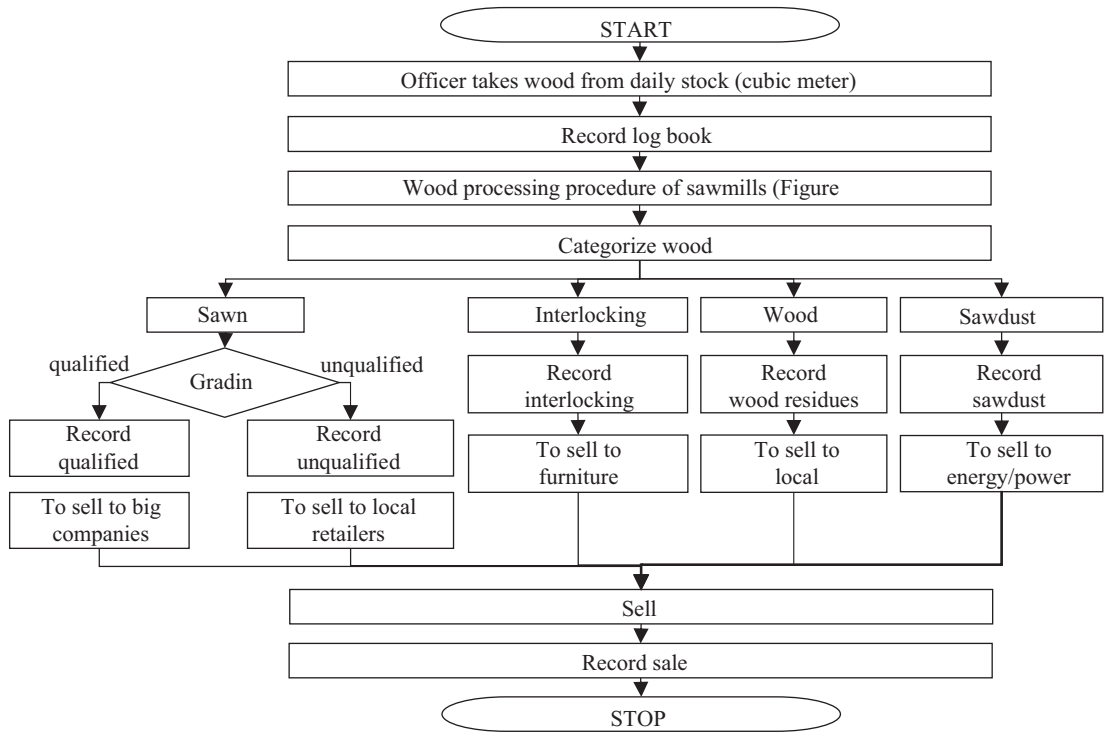 START
Officer takes wood from daily stock (cubic meter)
Record log book
Wood processing procedure of sawmills (Figure
Categorize wood
Sawn
Interlocking
Wood
Sawdust
qualified
Gradin
unqualified
Record
interlocking
Record
wood residues
Record
sawdust
Record
qualified
Record
unqualified
To sell to
furniture
To sell to
local
To sell to
energy/power
To sell to big
companies
To sell to local
retailers
Sell
Record sale
STOP